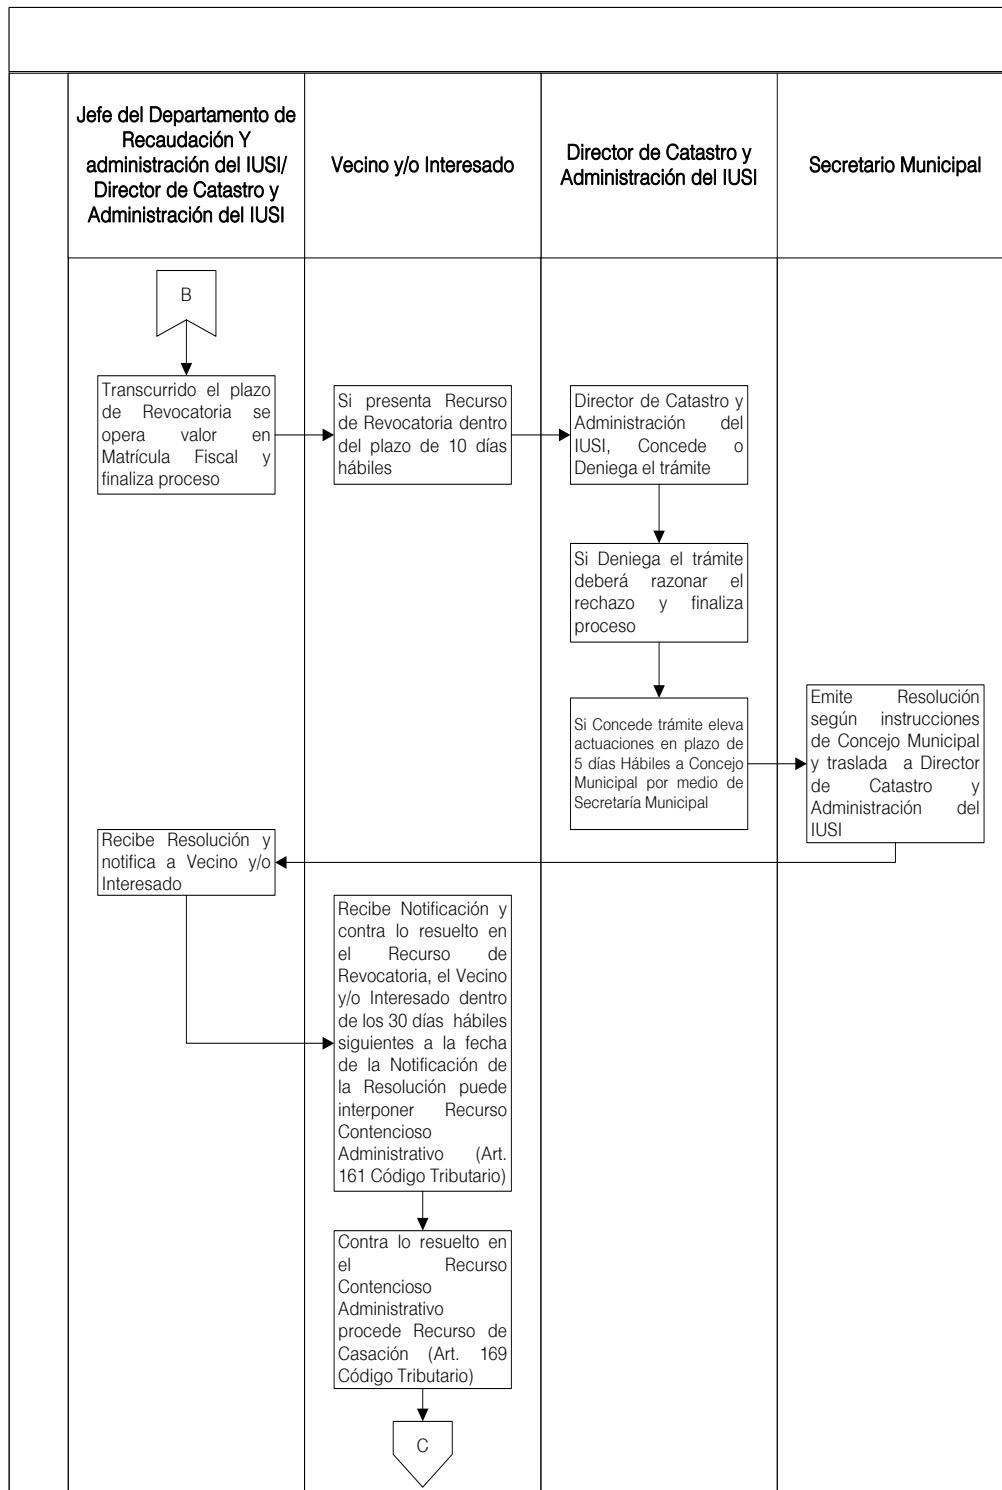 Jefe del Departamento de
Recaudación Y
administración del IUSI/
Director de Catastro y
Administración del IUSI
Vecino y/o Interesado
Director de Catastro y
Administración del IUSI
Secretario Municipal
B
Transcurrido el plazo
de Revocatoria se
opera valor en
Matrícula Fiscal y
finaliza proceso
Si presenta Recurso
de Revocatoria dentro
del plazo de 10 días
hábiles
Director de Catastro y
Administración del
IUSI, Concede o
Deniega el trámite
Si Deniega el trámite
deberá razonar el
rechazo y finaliza
proceso
Si Concede trámite eleva
actuaciones en plazo de
5 días Hábiles a Concejo
Municipal por medio de
Secretaría Municipal
Emite Resolución
según instrucciones
de Concejo Municipal
y traslada a Director
de Catastro y
Administración del
IUSI
Recibe Resolución y
notifica a Vecino y/o
Interesado
Recibe Notificación y
contra lo resuelto en
el Recurso de
Revocatoria, el Vecino
y/o Interesado dentro
de los 30 días hábiles
siguientes a la fecha
de la Notificación de
la Resolución puede
interponer Recurso
Contencioso
Administrativo (Art.
161 Código Tributario)
Contra lo resuelto en
el Recurso
Contencioso
Administrativo
procede Recurso de
Casación (Art. 169
Código Tributario)
C